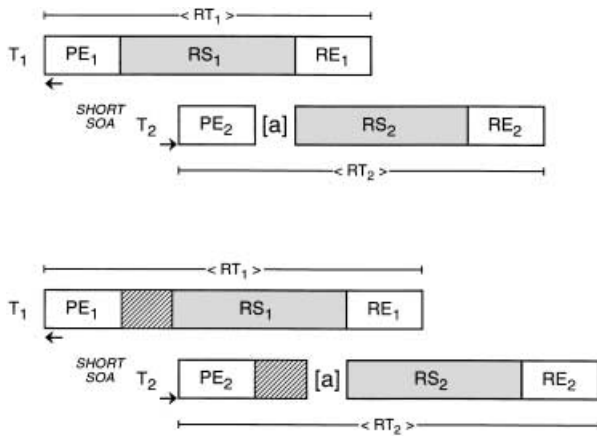 < RT₁ >
T₁ PE₁ RS₁ RE₁
SHORT SOA T₂ PE₂ [a] RS₂ RE₂
< RT₂ >
< RT₁ >
T₁ PE₁ RS₁ RE₁
SHORT SOA T₂ PE₂ [a] RS₂ RE₂
< RT₂ >